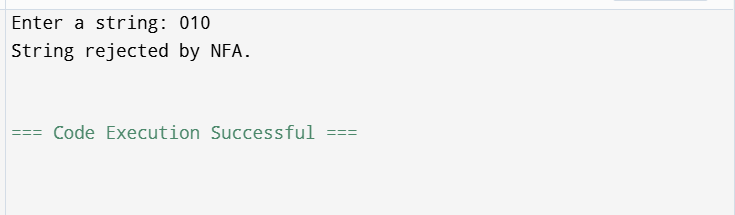 Enter a string: 010
String rejected by NFA.
=== Code Execution Successful ===